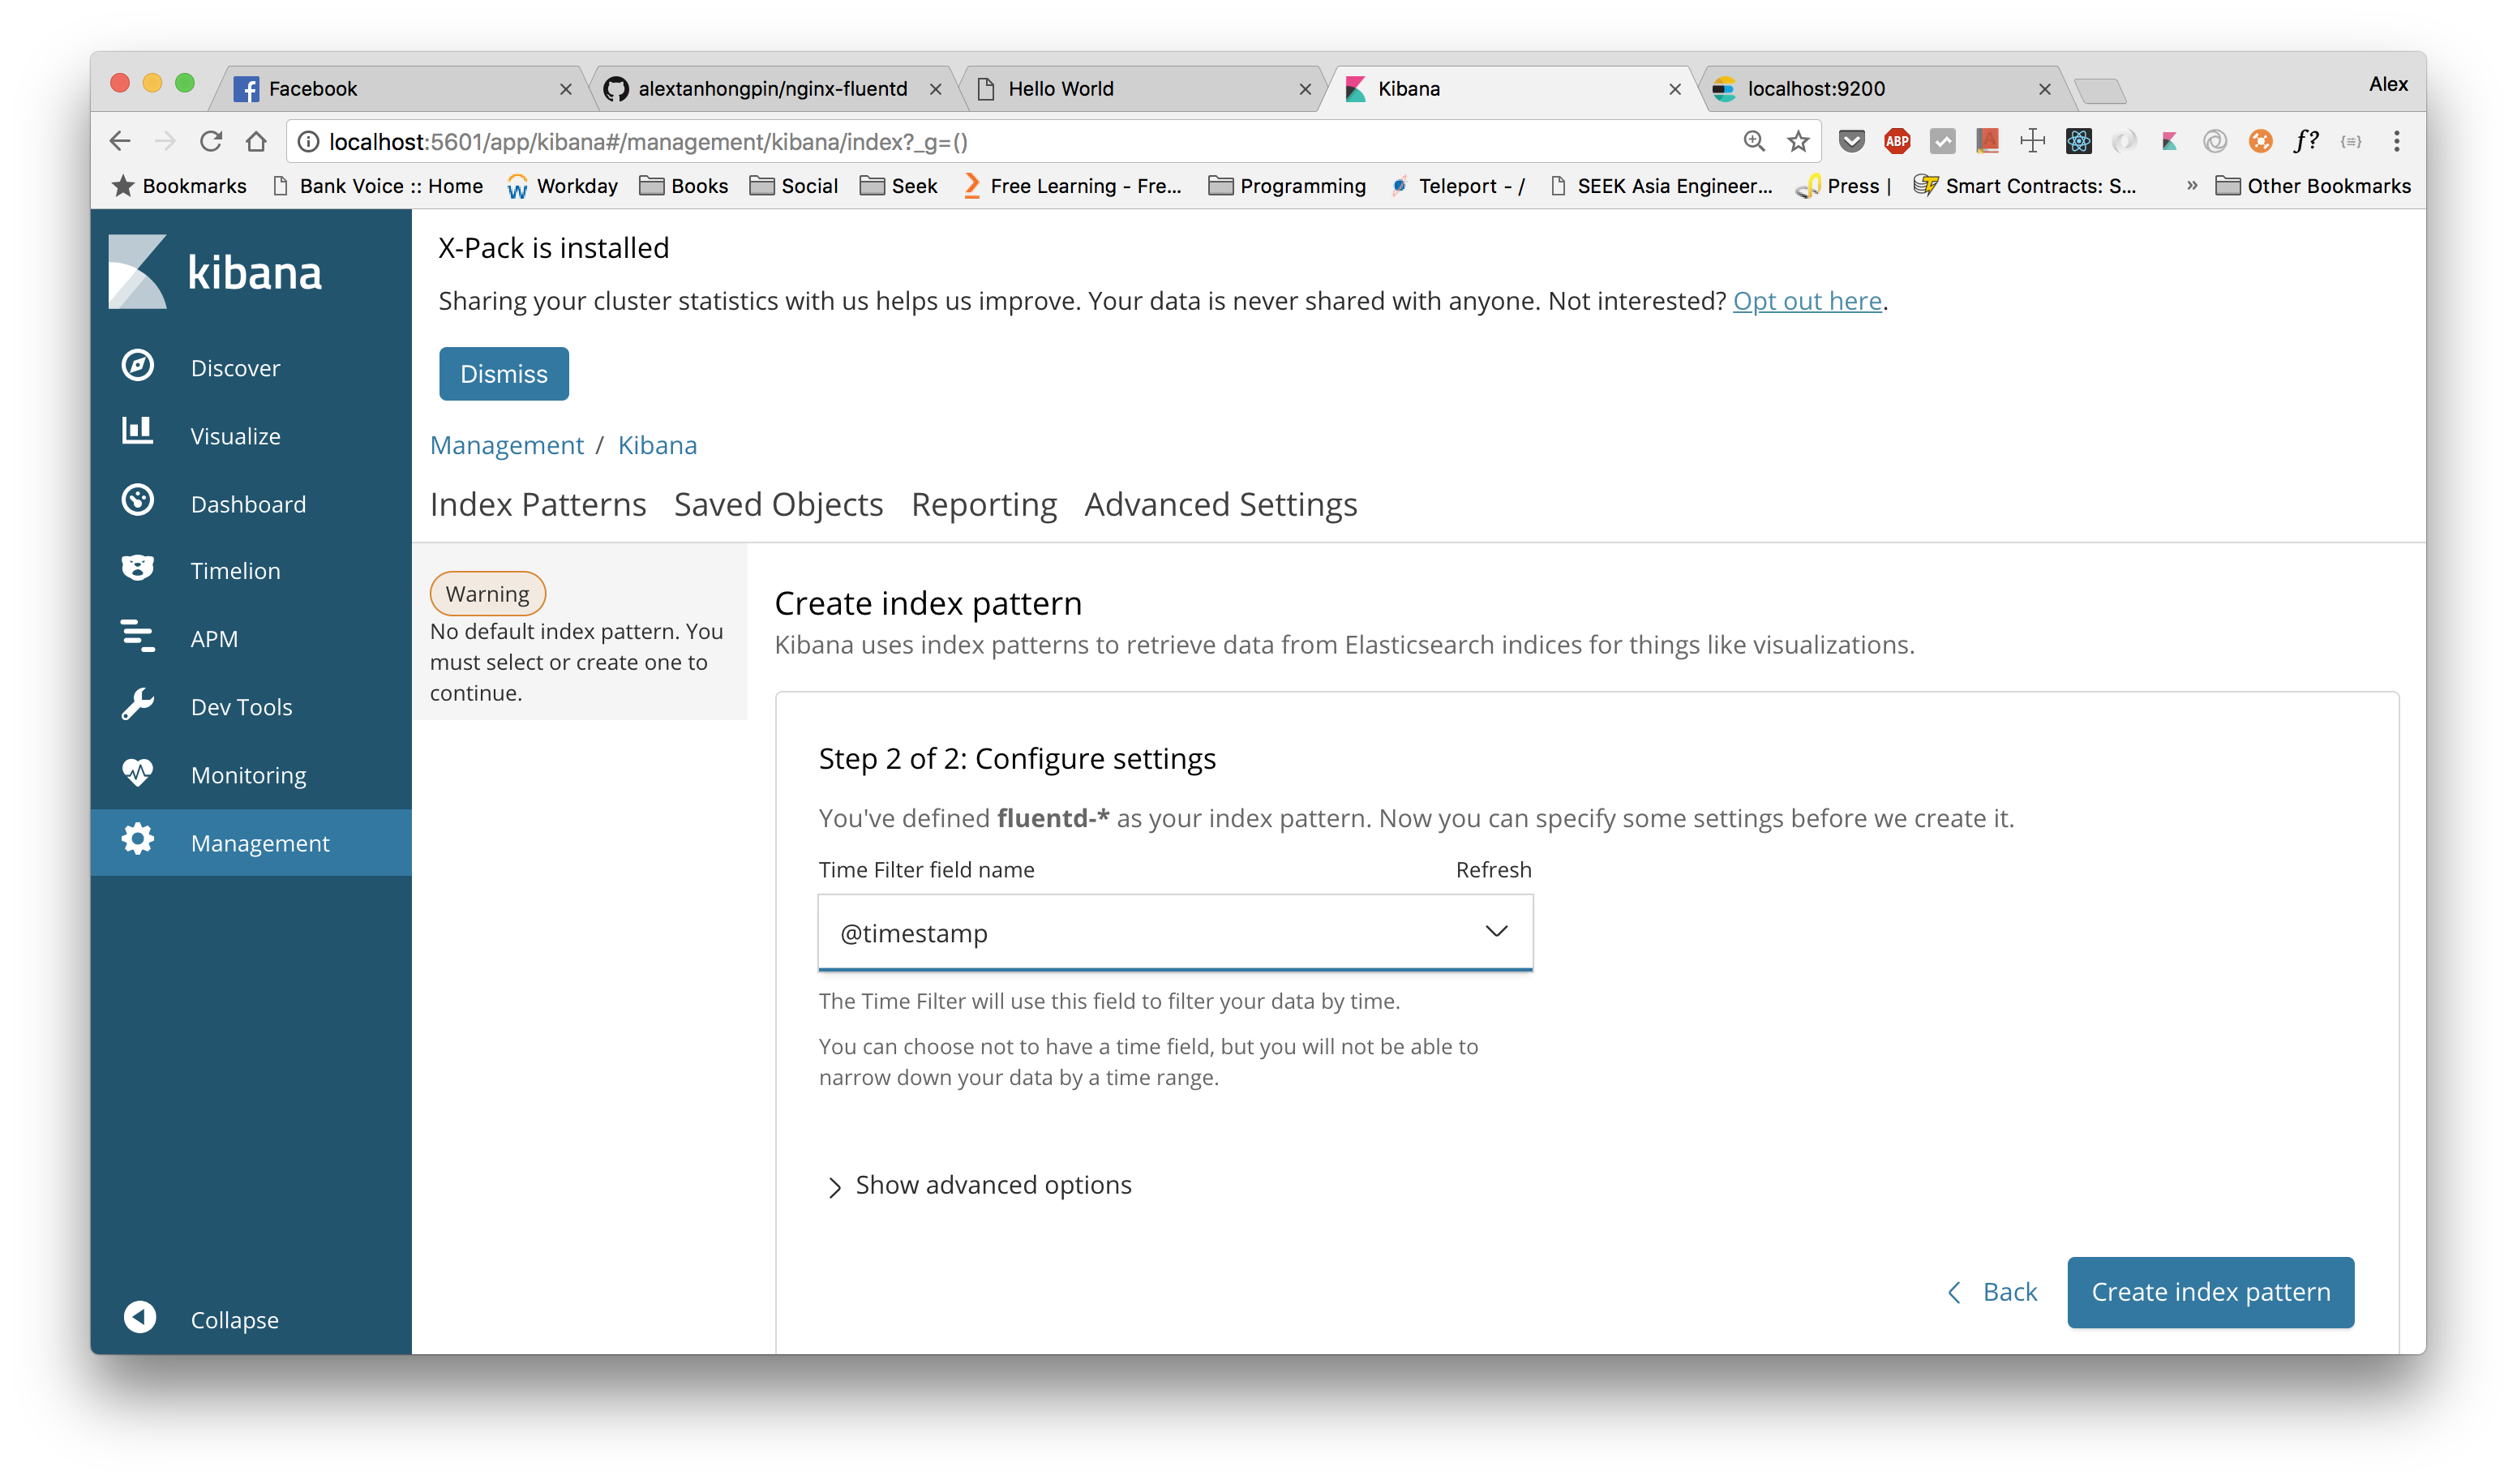 Facebook
alextanhongpin/nginx-fluentd
Hello World
Kibana
localhost:9200
Alex
localhost:5601/app/kibana#/management/kibana/index?_g=()
ABP
f?
Bookmarks
Bank Voice :: Home
Workday
Books
Social
Seek
Free Learning - Fre...
Programming
Teleport - /
SEEK Asia Engineer...
Press |
Smart Contracts: S...
»
Other Bookmarks
kibana
Discover
Visualize
Dashboard
Timelion
APM
Dev Tools
Monitoring
Management
Collapse
X-Pack is installed
Sharing your cluster statistics with us helps us improve. Your data is never shared with anyone. Not interested? Opt out here.
Dismiss
Management / Kibana
Index Patterns Saved Objects Reporting Advanced Settings
Warning
No default index pattern. You
must select or create one to
continue.
Create index pattern
Kibana uses index patterns to retrieve data from Elasticsearch indices for things like visualizations.
Step 2 of 2: Configure settings
You've defined fluentd-* as your index pattern. Now you can specify some settings before we create it.
Time Filter field name
Refresh
@timestamp
The Time Filter will use this field to filter your data by time.
You can choose not to have a time field, but you will not be able to
narrow down your data by a time range.
Show advanced options
Back
Create index pattern